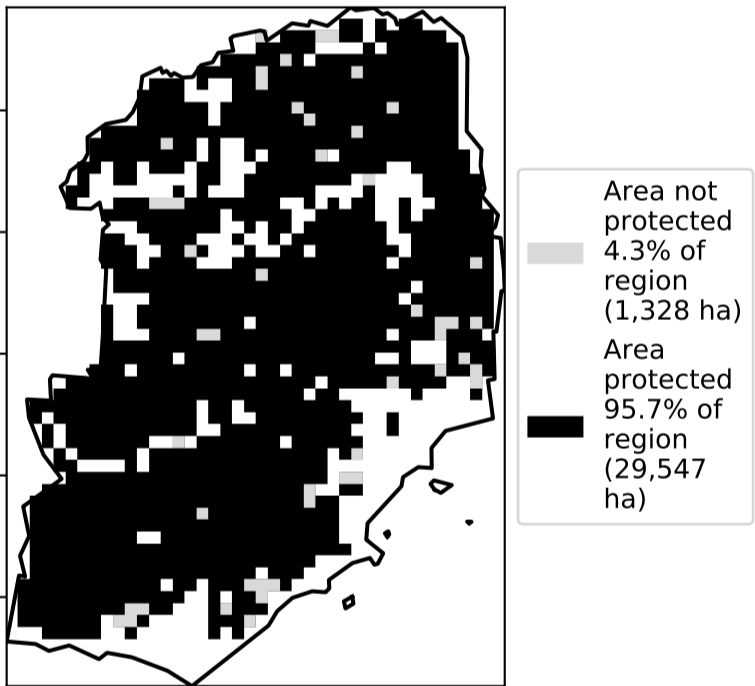 Area not
protected
4.3% of
region
(1,328 ha)
Area
protected
95.7% of
region
(29,547
ha)